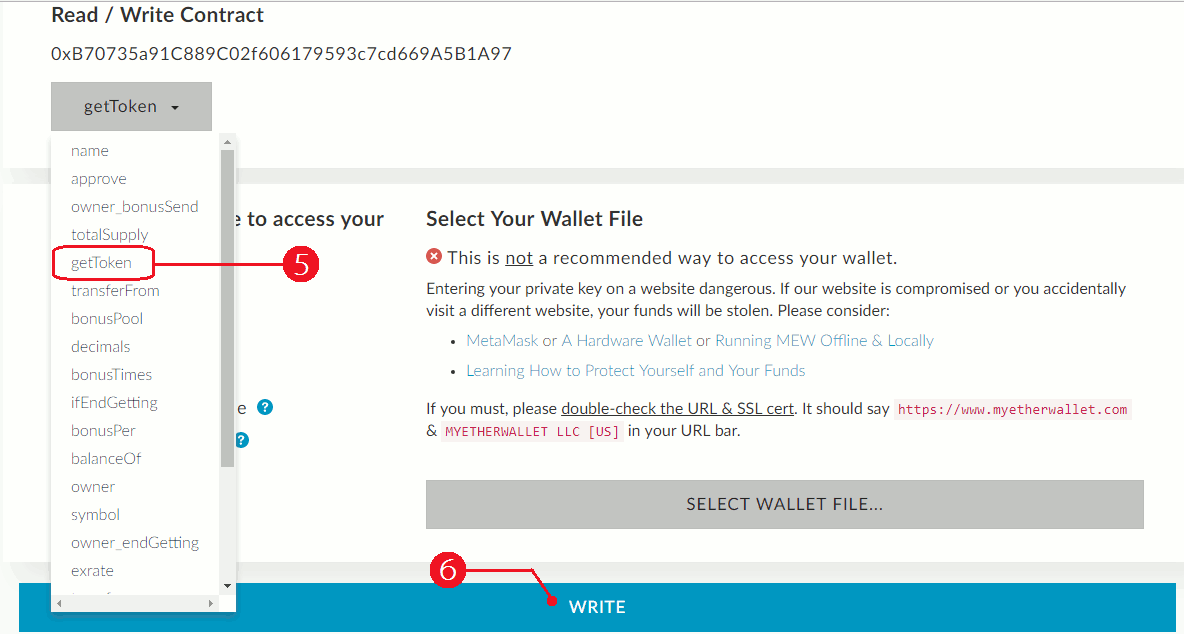 Read / Write Contract
0xB70735a91C889C02f606179593c7cd669A5B1A97
getToken
name
approve
owner_bonusSend
totalSupply
getToken
transferFrom
bonusPool
decimals
bonusTimes
ifEndGetting
bonusPer
balanceOf
owner
symbol
owner_endGetting
exrate
5
e to access your
e ?
?
Select Your Wallet File
This is not a recommended way to access your wallet.
Entering your private key on a website dangerous. If our website is compromised or you accidentally
visit a different website, your funds will be stolen. Please consider:
• MetaMask or A Hardware Wallet or Running MEW Offline & Locally
• Learning How to Protect Yourself and Your Funds
If you must, please double-check the URL & SSL cert. It should say https://www.myetherwallet.com
& MYETHERWALLET LLC [US] in your URL bar.
SELECT WALLET FILE...
6
WRITE